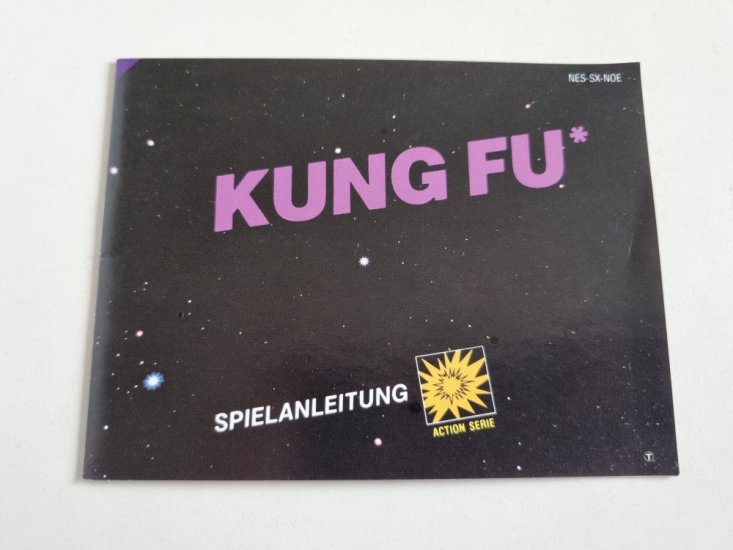 NES-SX-NOE
KUNG FU*
SPIELANLEITUNG
ACTION SERIE
T